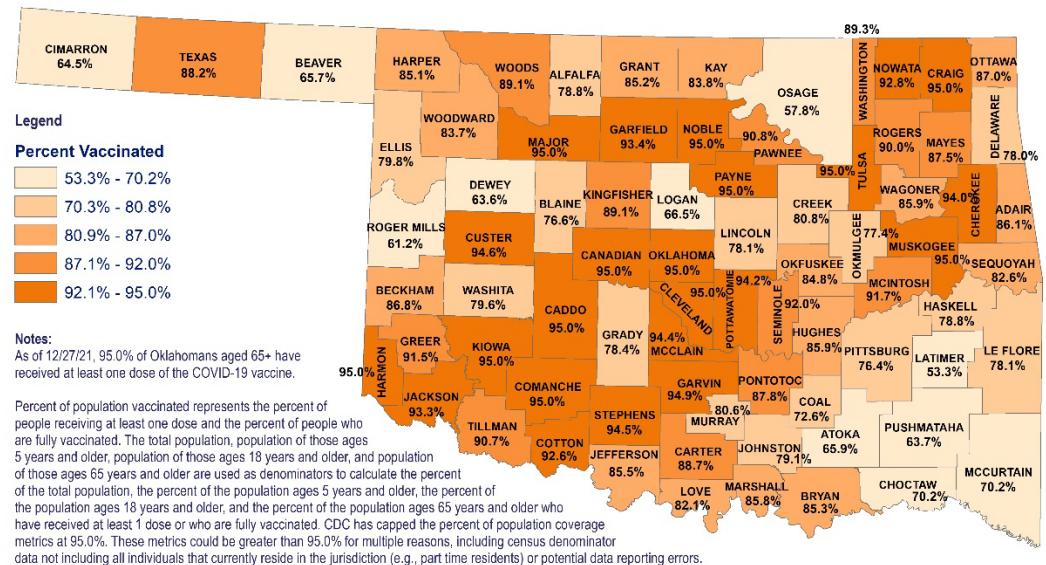 89.3%
CIMARRON
64.5%
TEXAS
88.2%
BEAVER
65.7%
HARPER
85.1%
WOODS
89.1%
ALFALFA
78.8%
GRANT
85.2%
KAY
83.8%
OSAGE
57.8%
WASHINGTON
NOWATA
92.8%
CRAIG
95.0%
OTTAWA
87.0%
WOODWARD
83.7%
ELLIS
79.8%
MAJOR
95.0%
GARFIELD
93.4%
NOBLE
95.0%
90.8%
PAWNEE
ROGERS
90.0%
MAYES
87.5%
DELAWARE
78.0%
Legend
Percent Vaccinated
53.3% - 70.2%
70.3% - 80.8%
80.9% - 87.0%
87.1% - 92.0%
92.1% - 95.0%
DEWEY
63.6%
BLAINE
76.6%
KINGFISHER
89.1%
LOGAN
66.5%
PAYNE
95.0%
95.0%
TULSA
CREEK
80.8%
WAGONER
85.9%
94.0%
CHEROKEE
ADAIR
86.1%
ROGER MILLS
61.2%
CUSTER
94.6%
CANADIAN
95.0%
OKLAHOMA
95.0%
LINCOLN
78.1%
77.4%
OKMULGEE
MUSKOGEE
95.0%
SEQUOYAH
82.6%
OKFUSKEE
84.8%
MCINTOSH
91.7%
BECKHAM
86.8%
WASHITA
79.6%
CADDO
95.0%
GRADY
78.4%
95.0%
CLEVELAND
94.2%
POTTAWATOMIE
92.0%
SEMINOLE
HUGHES
85.9%
HASKELL
78.8%
PITTSBURG
76.4%
LATIMER
53.3%
LE FLORE
78.1%
94.4%
MCCLAIN
95.0%
HARMON
GREER
91.5%
KIOWA
95.0%
JACKSON
93.3%
COMANCHE
95.0%
TILLMAN
90.7%
COTTON
92.6%
STEPHENS
94.5%
GARVIN
94.9%
PONTOTOC
87.8%
80.6%
MURRAY
COAL
72.6%
ATOKA
65.9%
PUSHMATAHA
63.7%
JEFFERSON
85.5%
CARTER
88.7%
JOHNSTON
79.1%
LOVE
82.1%
MARSHALL
85.8%
BRYAN
85.3%
CHOCTAW
70.2%
MCCURTAIN
70.2%
Notes:
As of 12/27/21, 95.0% of Oklahomans aged 65+ have
received at least one dose of the COVID-19 vaccine.
Percent of population vaccinated represents the percent of
people receiving at least one dose and the percent of people who
are fully vaccinated. The total population, population of those ages
5 years and older, population of those ages 18 years and older, and population
of those ages 65 years and older are used as denominators to calculate the percent
of the total population, the percent of the population ages 5 years and older, the percent of
the population ages 18 years and older, and the percent of the population ages 65 years and older who
have received at least 1 dose or who are fully vaccinated. CDC has capped the percent of population coverage
metrics at 95.0%. These metrics could be greater than 95.0% for multiple reasons, including census denominator
data not including all individuals that currently reside in the jurisdiction (e.g., part time residents) or potential data reporting errors.